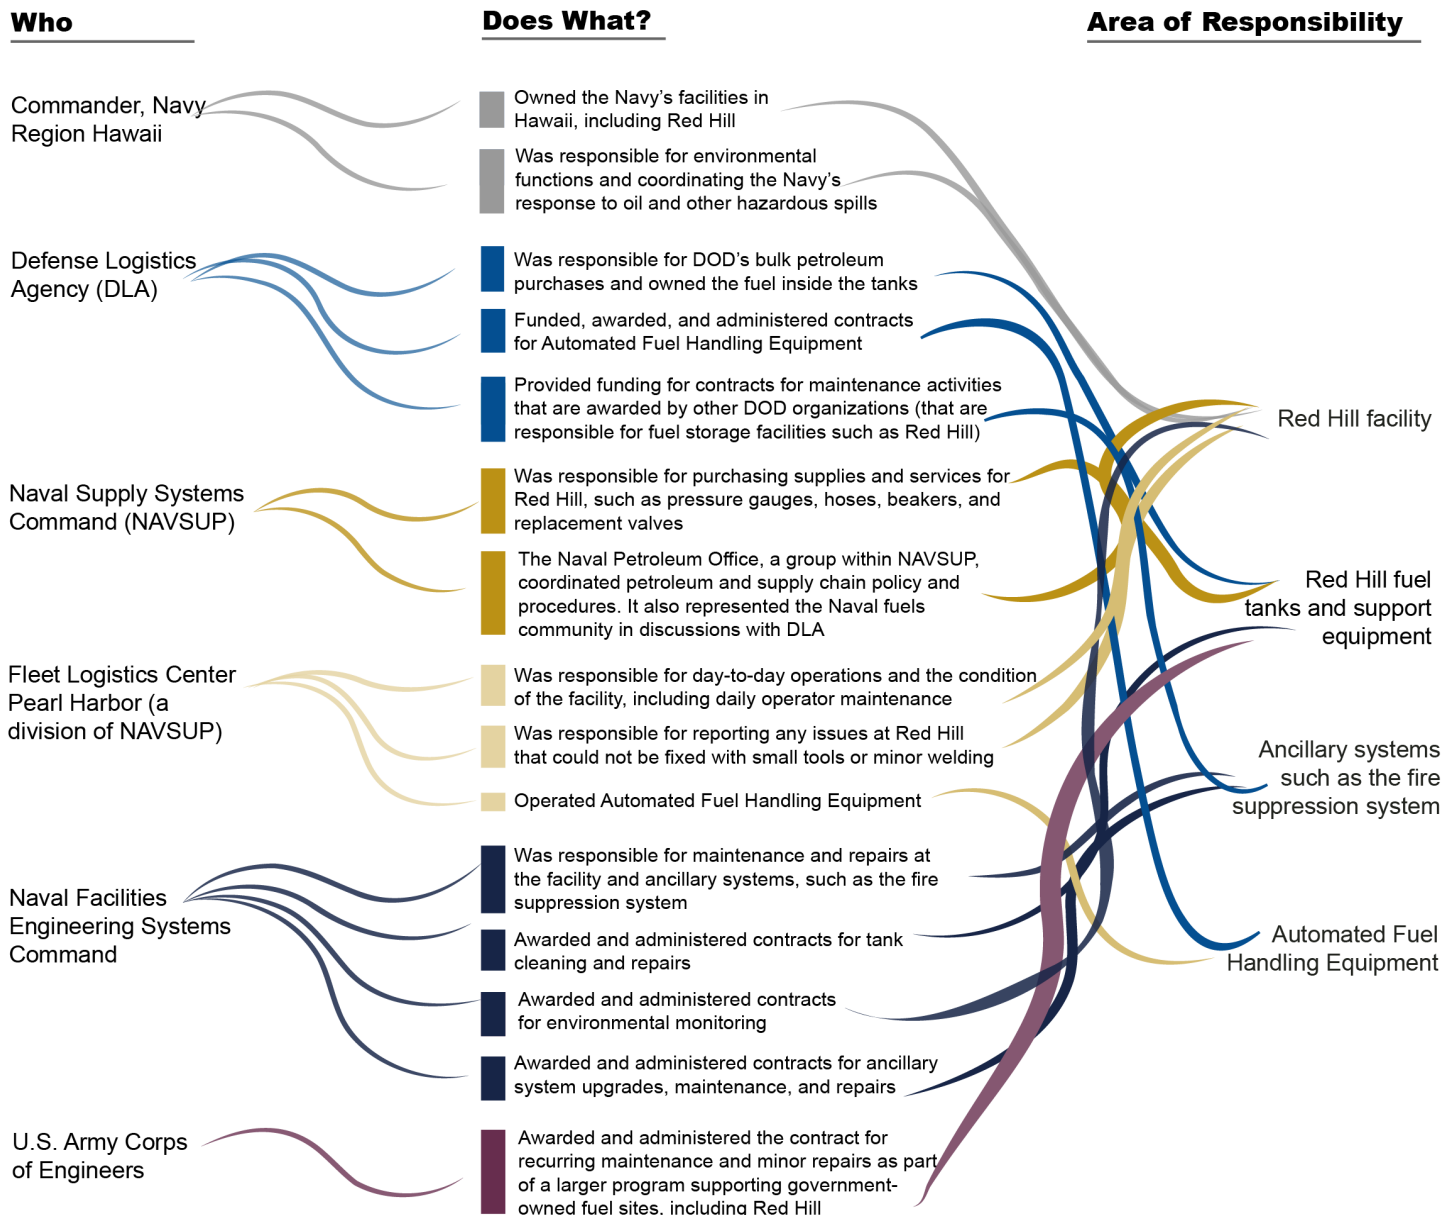 Who
Does What?
Area of Responsibility
Commander, Navy
Region Hawaii
Owned the Navy’s facilities in
Hawaii, including Red Hill
Was responsible for environmental
functions and coordinating the Navy’s
response to oil and other hazardous spills
Defense Logistics
Agency (DLA)
Was responsible for DOD’s bulk petroleum
purchases and owned the fuel inside the tanks
Funded, awarded, and administered contracts
for Automated Fuel Handling Equipment
Provided funding for contracts for maintenance activities
that are awarded by other DOD organizations (that are
responsible for fuel storage facilities such as Red Hill)
Naval Supply Systems
Command (NAVSUP)
Was responsible for purchasing supplies and services for
Red Hill, such as pressure gauges, hoses, beakers, and
replacement valves
The Naval Petroleum Office, a group within NAVSUP,
coordinated petroleum and supply chain policy and
procedures. It also represented the Naval fuels
community in discussions with DLA
Fleet Logistics Center
Pearl Harbor (a
division of NAVSUP)
Was responsible for day-to-day operations and the condition
of the facility, including daily operator maintenance
Was responsible for reporting any issues at Red Hill
that could not be fixed with small tools or minor welding
Operated Automated Fuel Handling Equipment
Naval Facilities
Engineering Systems
Command
Was responsible for maintenance and repairs at
the facility and ancillary systems, such as the fire
suppression system
Awarded and administered contracts for tank
cleaning and repairs
Awarded and administered contracts
for environmental monitoring
Awarded and administered contracts for ancillary
system upgrades, maintenance, and repairs
U.S. Army Corps
of Engineers
Awarded and administered the contract for
recurring maintenance and minor repairs as part
of a larger program supporting government-
owned fuel sites, including Red Hill
Red Hill facility
Red Hill fuel
tanks and support
equipment
Ancillary systems
such as the fire
suppression system
Automated Fuel
Handling Equipment